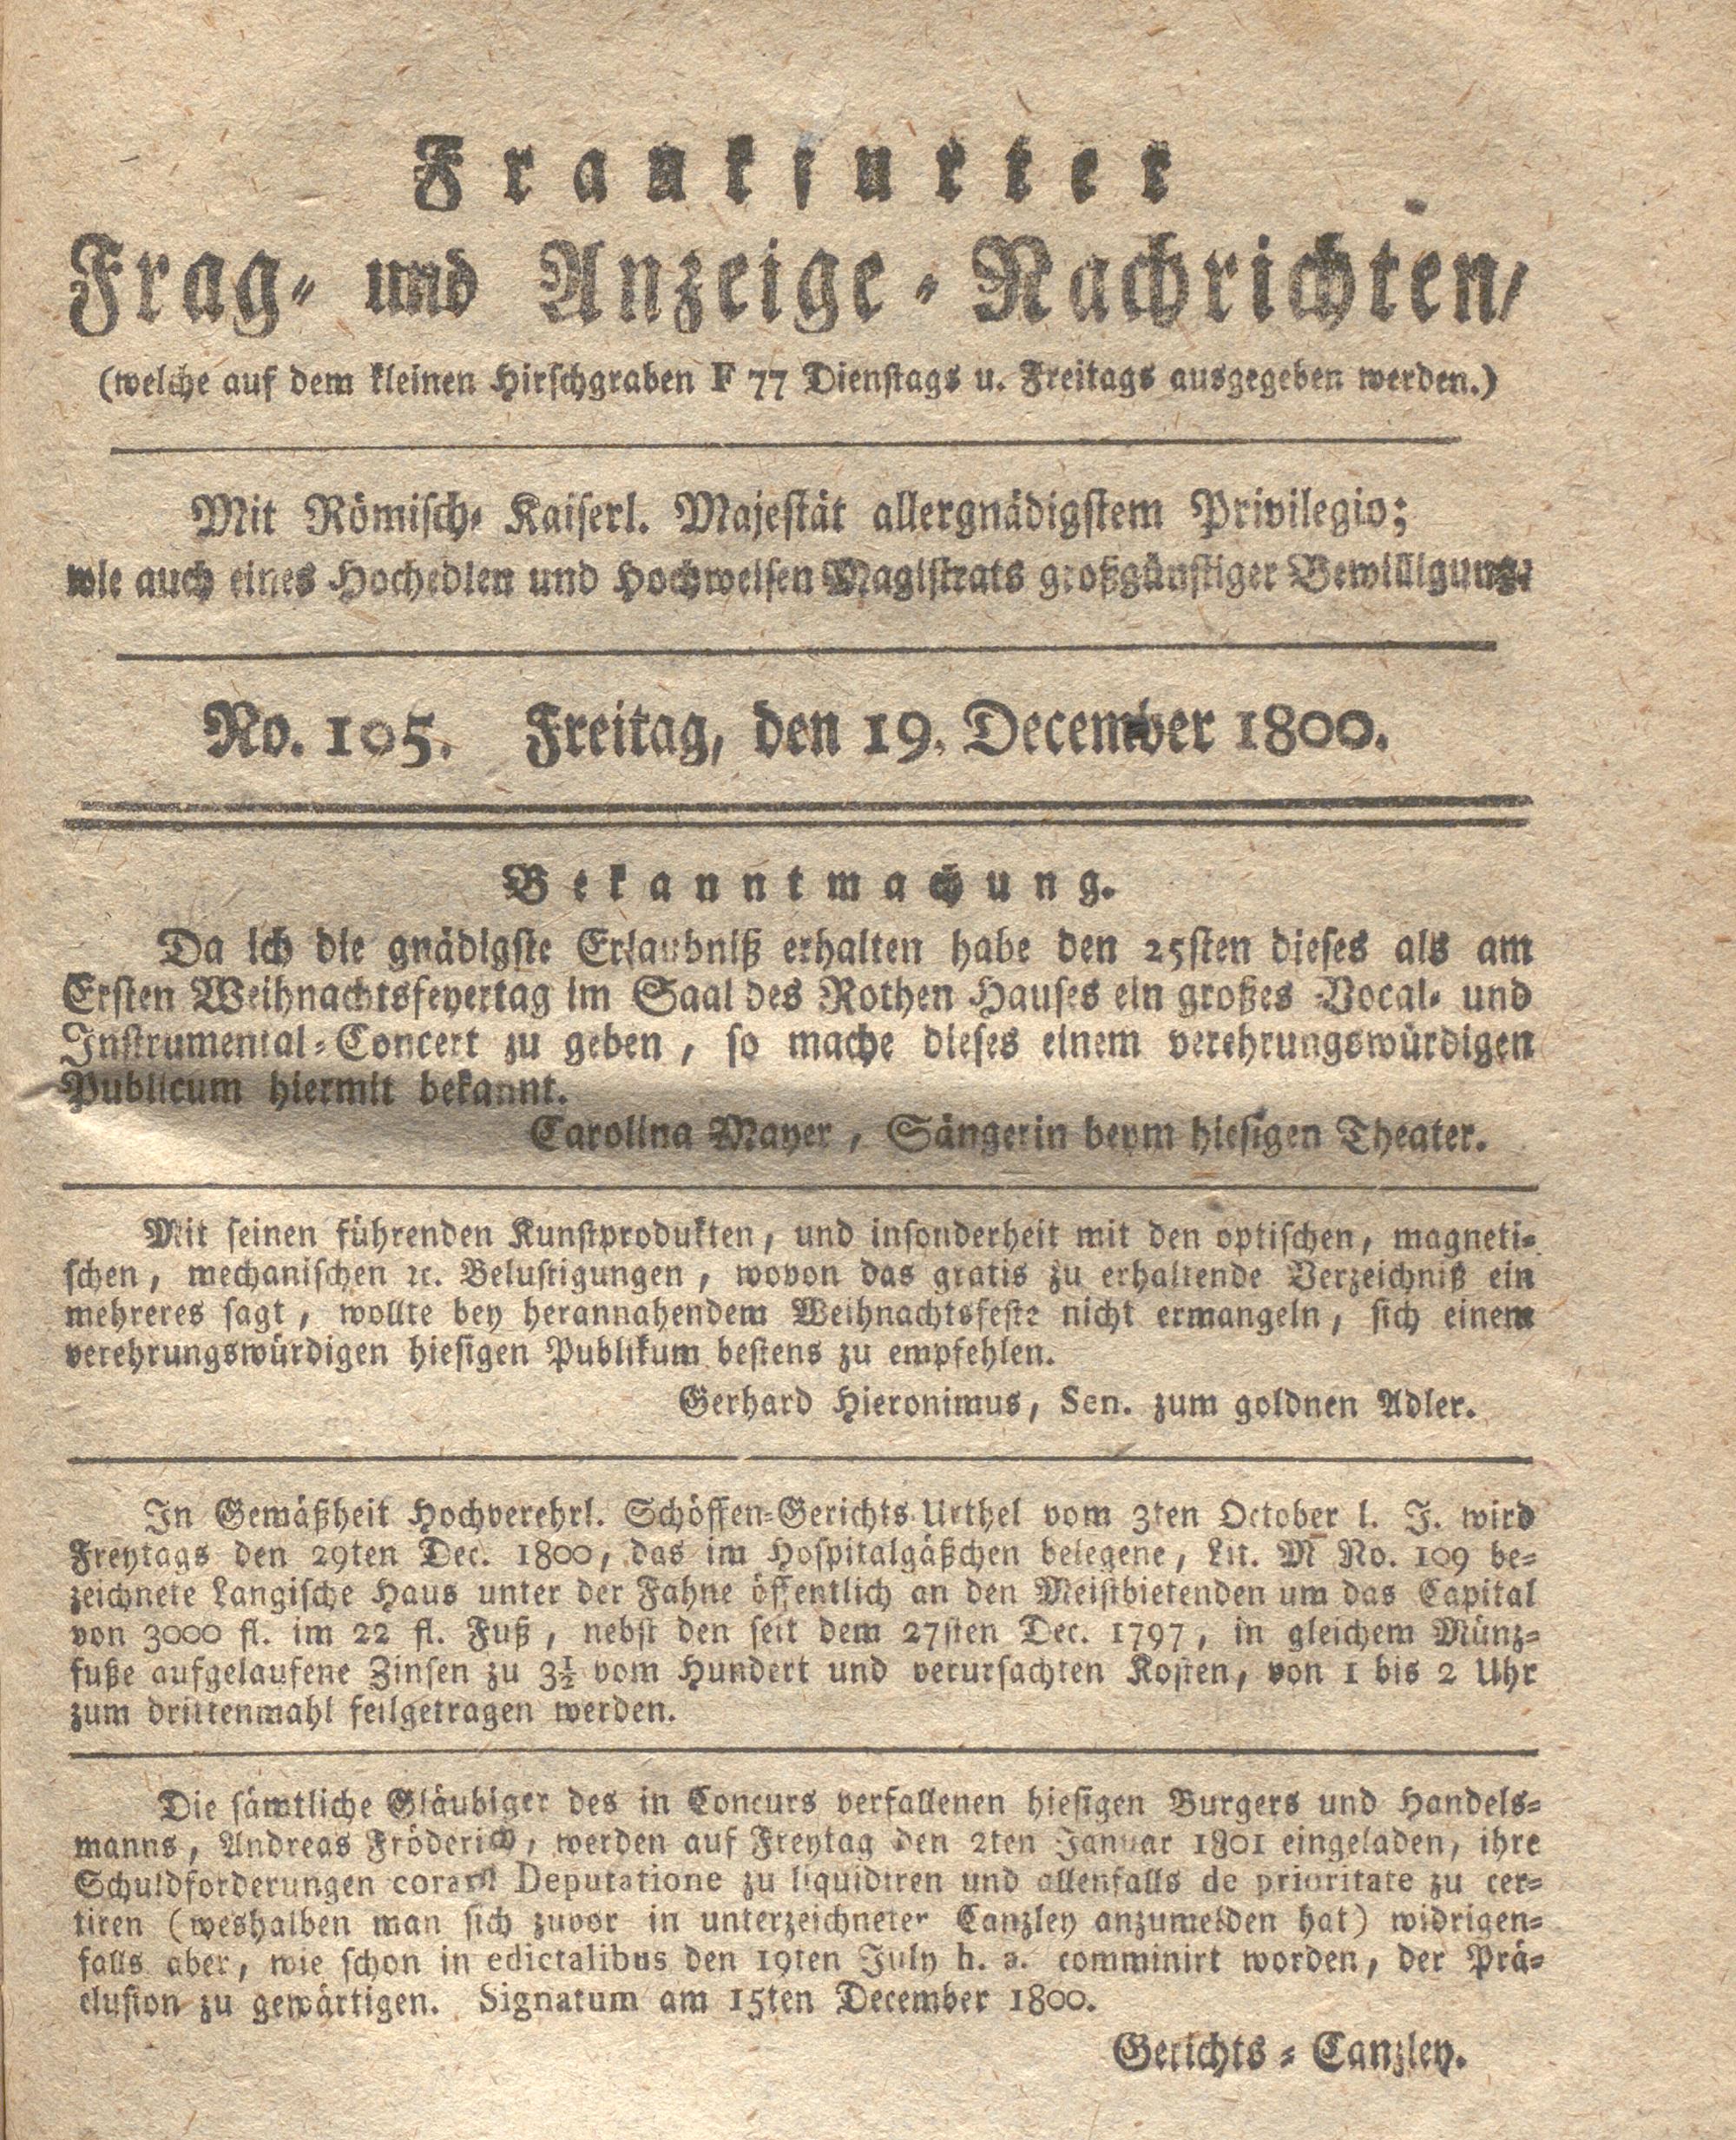 Frankfurter
Frag- und Anzeige-Nachrichten/
(welche auf dem kleinen Hirschgraben F 77 Dienstags u. Freitags ausgegeben werden.)
Mit Römisch- Kaiserl. Majestät allergnädigstem Privilegio;
wie auch eines Hochedlen und Hochweisen Magistrats großgünstiger Bewilligung.
No. 105. Freitag, den 19. December 1800.
Bekanntmachung.
Da ich die gnädigste Erlaubniß erhalten habe den 25sten dieses als am
Ersten Weihnachtsfeyertag im Saal des Rothen Hauses ein großes Vocal- und
Instrumental-Concert zu geben, so mache dieses einem verehrungswürdigen
Publicum hiermit bekannt.
Carolina Mayer, Sängerin beym hiesigen Theater.
Mit seinen führenden Kunstprodukten, und insonderheit mit den optischen, magneti-
schen, mechanischen ꝛc. Belustigungen, wovon das gratis zu erhaltende Verzeichniß ein
mehreres sagt, wollte bey herannahendem Weihnachtsfeste nicht ermangeln, sich einem
verehrungswürdigen hiesigen Publikum bestens zu empfehlen.
Gerhard Hieronimus, Sen. zum goldnen Adler.
In Gemäßheit Hochverehrl. Schöffen-Gerichts Urthel vom 3ten October l. J. wird
Freytags den 29ten Dec. 1800, das im Hospitalgäßchen belegene, Lit. M No. 109 be-
zeichnete Langische Haus unter der Fahne öffentlich an den Meistbietenden um das Capital
von 3000 fl. im 22 fl. Fuß, nebst den seit dem 27sten Dec. 1797, in gleichem Münz-
fuße aufgelaufene Zinsen zu 3½ vom Hundert und verursachten Kosten, von 1 bis 2 Uhr
zum drittenmahl feilgetragen werden.
Die sämtliche Gläubiger des in Concurs verfallenen hiesigen Burgers und Handels-
manns, Andreas Fröderich, werden auf Freytag den 2ten Januar 1801 eingeladen, ihre
Schuldforderungen coram Deputatione zu liquidiren und allenfalls de prioritate zu cer-
tiren (weshalben man sich zuvor in unterzeichneter Canzley anzumelden hat) widrigen-
falls aber, wie schon in edictalibus den 19ten July h. a. comminirt worden, der Prä-
clusion zu gewärtigen. Signatum am 15ten December 1800.
Gerichts-Canzley.